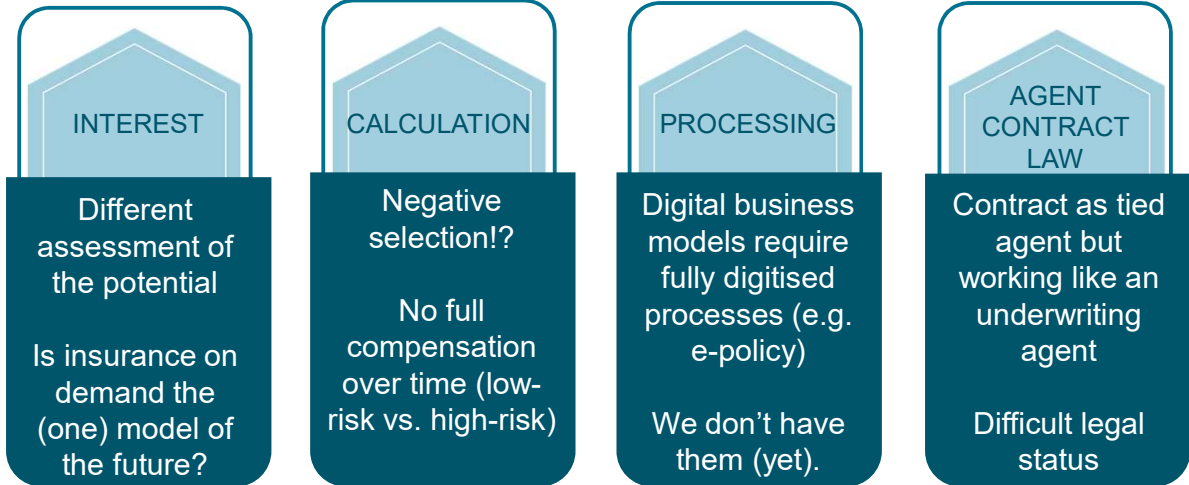 INTEREST
Different
assessment of
the potential
Is insurance on
demand the
(one) model of
the future?
CALCULATION
Negative
selection!?
No full
compensation
over time (low-
risk vs. high-risk)
PROCESSING
Digital business
models require
fully digitised
processes (e.g.
e-policy)
We don’t have
them (yet).
AGENT
CONTRACT
LAW
Contract as tied
agent but
working like an
underwriting
agent
Difficult legal
status